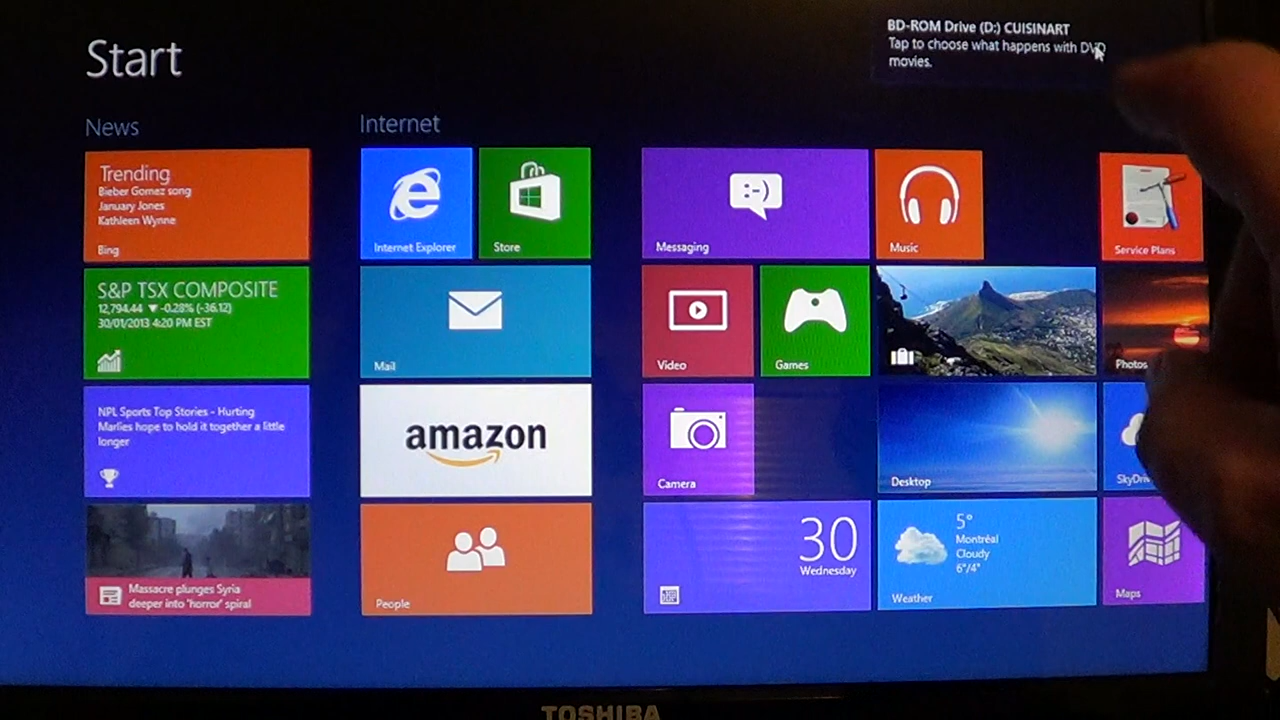 Start
BD-ROM Drive (D:) CUISINART
Tap to choose what happens with DVD
movies.
News
Internet
Trending
Bieber Gomez song
January Jones
Kathleen Wynne
Bing
S&P TSX COMPOSITE
12,794.44 ▼ -0.28% (-36.12)
30/01/2013 4:20 PM EST
NPL Sports Top Stories - Hurting
Marlies hope to hold it together a little
longer
Massacre plunges Syria
deeper into 'horror' spiral
Internet Explorer
Store
Mail
amazon
People
Messaging
Video
Games
Camera
30
Wednesday
Music
Desktop
5°
Montréal
Cloudy
6°/4°
Weather
Service Plans
Photos
SkyDriv
Maps
TOSHIBA